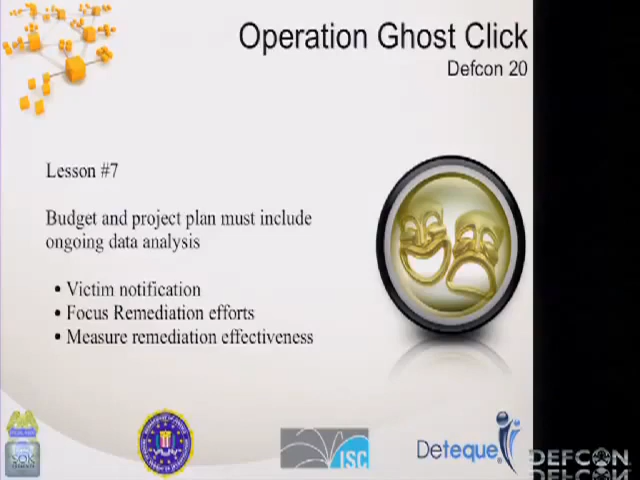 Operation Ghost Click
Defcon 20
Lesson #7
Budget and project plan must include
ongoing data analysis
• Victim notification
• Focus Remediation efforts
• Measure remediation effectiveness
ISC
Deteque
DEFCON